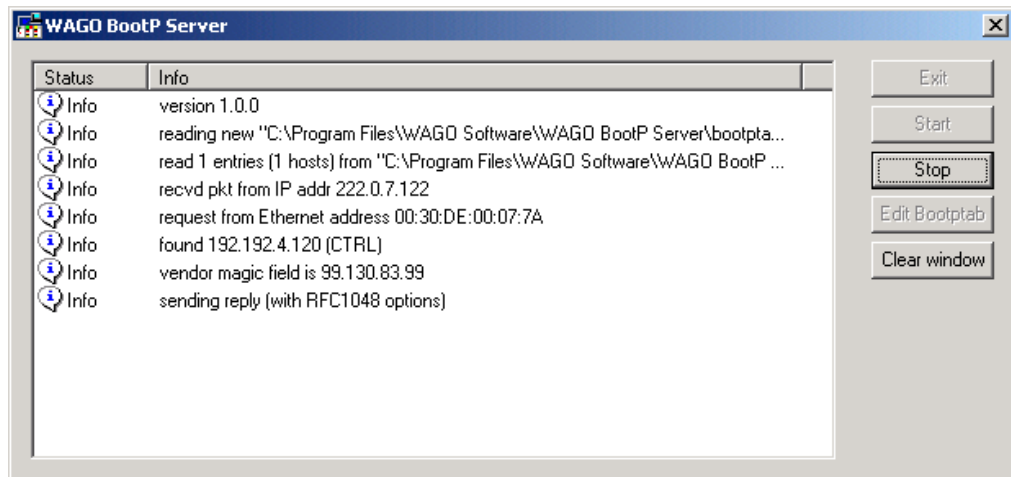 WAGO BootP Server
Status Info
Info version 1.0.0
Info reading new "C:\Program Files\WAGO Software\WAGO BootP Server\bootpta...
Info read 1 entries (1 hosts) from "C:\Program Files\WAGO Software\WAGO BootP ...
Info recvd pkt from IP addr 222.0.7.122
Info request from Ethernet address 00:30:DE:00:07:7A
Info found 192.192.4.120 (CTRL)
Info vendor magic field is 99.130.83.99
Info sending reply (with RFC1048 options)
Exit
Start
Stop
Edit Bootptab
Clear window